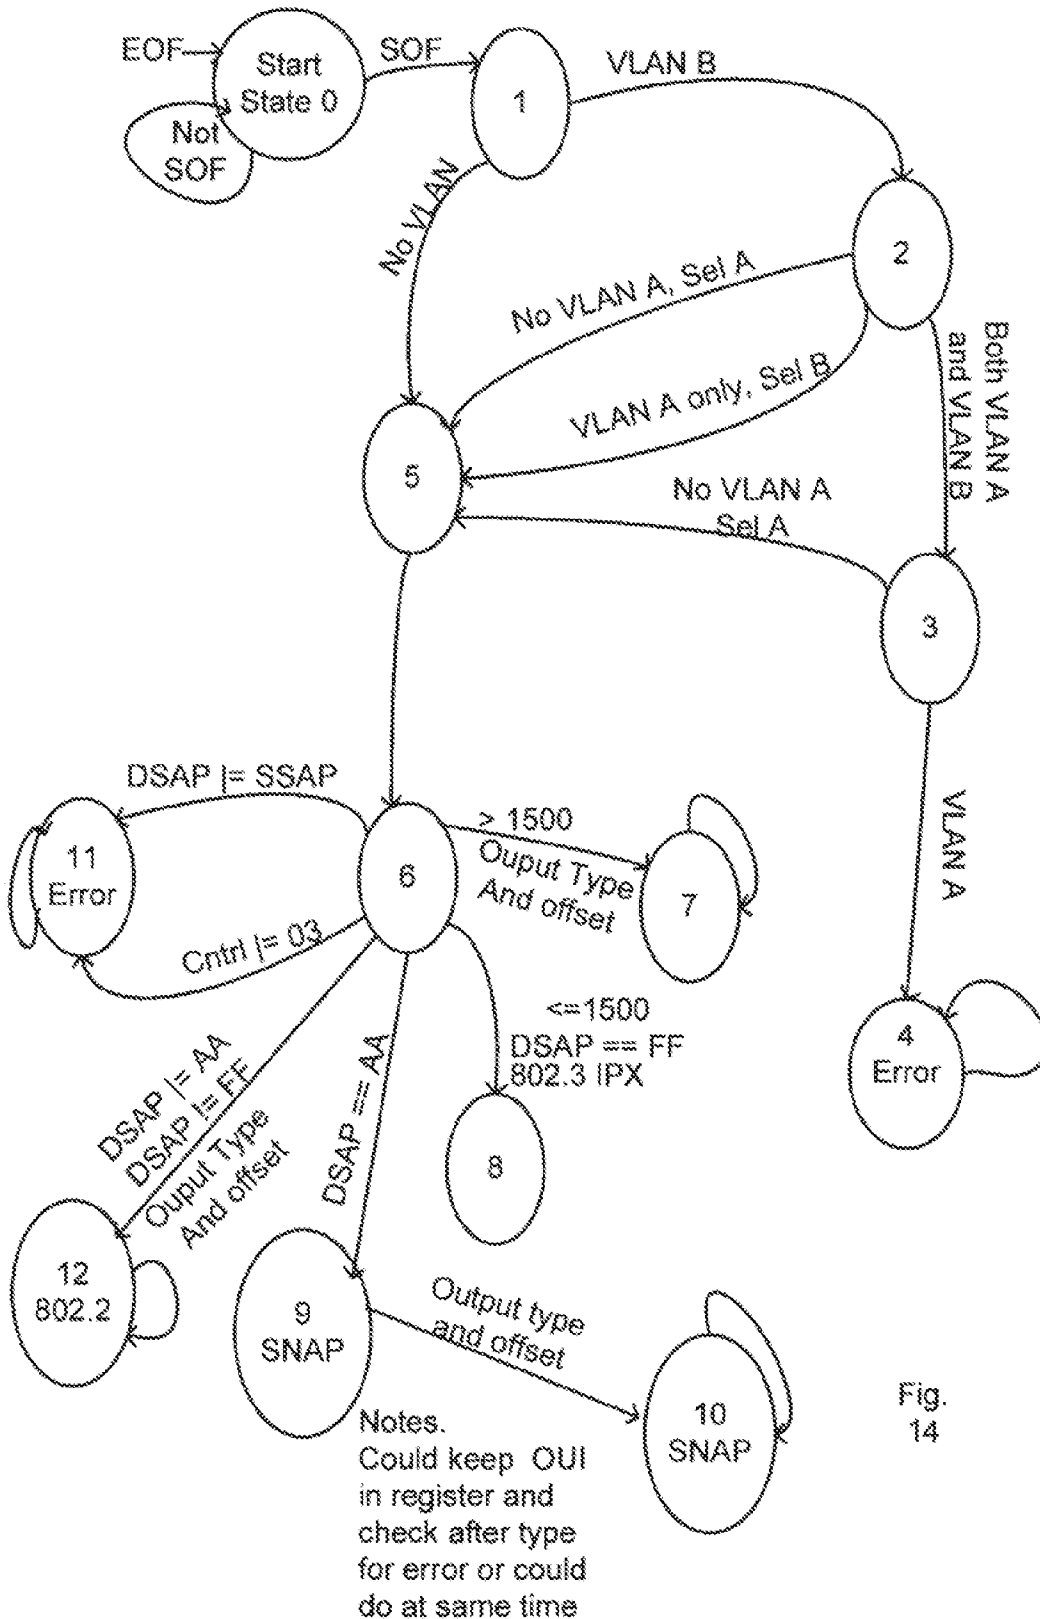 EOF
SOF
Start
State 0
1
VLAN B
Not
SOF
No VLAN
2
No VLAN A, Sel A
VLAN A only, Sel B
Both VLAN A
and VLAN B
5
No VLAN A
Sel A
3
DSAP |= SSAP
> 1500
Ouput Type
And offset
VLAN A
11
Error
6
7
Cntrl |= 03
<=1500
DSAP == FF
802.3 IPX
4
Error
DSAP |= AA
DSAP != FF
Ouput Type
And offset
DSAP == AA
8
12
802.2
9
SNAP
Output type
and offset
10
SNAP
Fig.
14
Notes.
Could keep OUI
in register and
check after type
for error or could
do at same time